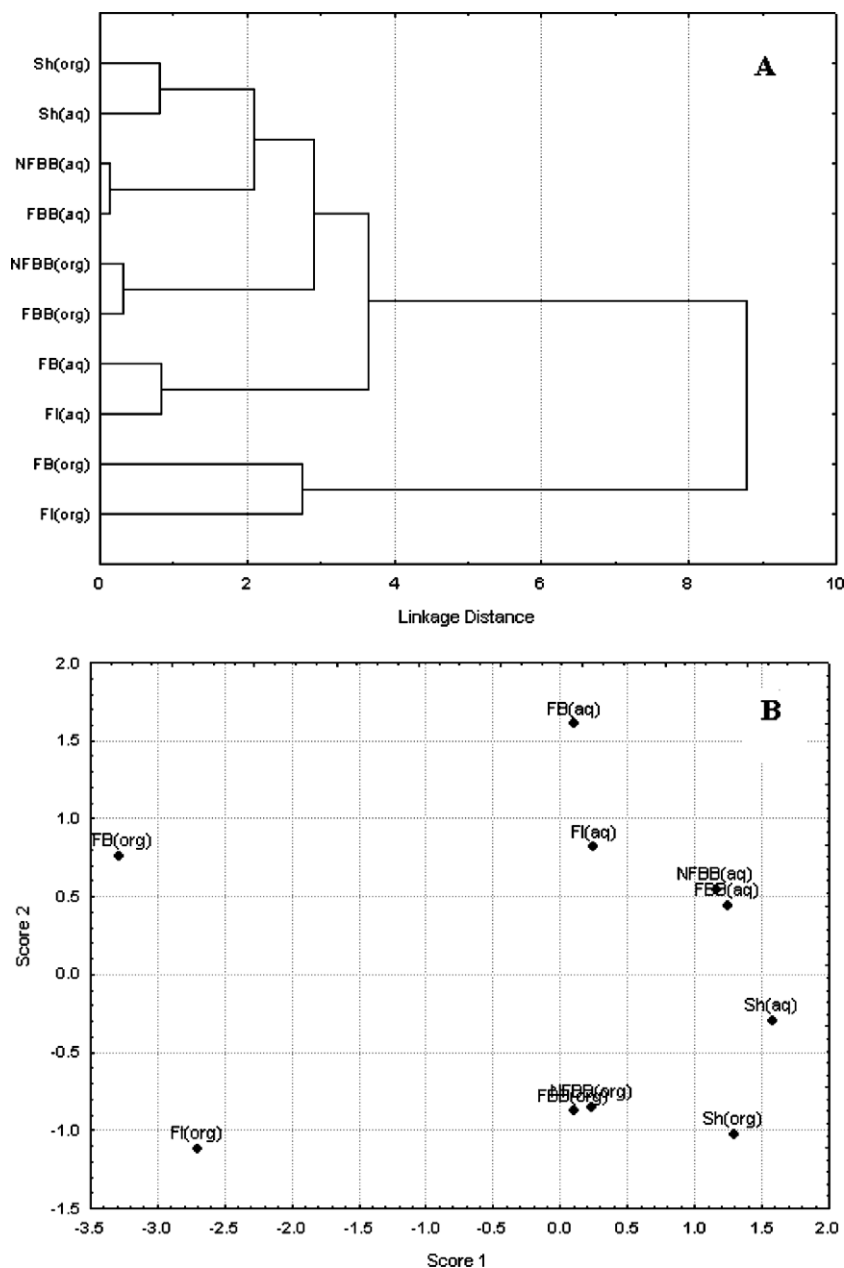 A
Sh(org)
Sh(aq)
NFBB(aq)
FBB(aq)
NFBB(org)
FBB(org)
FB(aq)
FI(aq)
FB(org)
FI(org)
0 2 4 6 8 10
Linkage Distance
B
2.0
1.5
1.0
0.5
0.0
-0.5
-1.0
-1.5
Score 2
FB(aq)
FB(org)
FI(aq)
NFBB(aq)
FBB(aq)
Sh(aq)
NFBB(org)
FBB(org)
Sh(org)
FI(org)
-3.5 -3.0 -2.5 -2.0 -1.5 -1.0 -0.5 0.0 0.5 1.0 1.5 2.0
Score 1